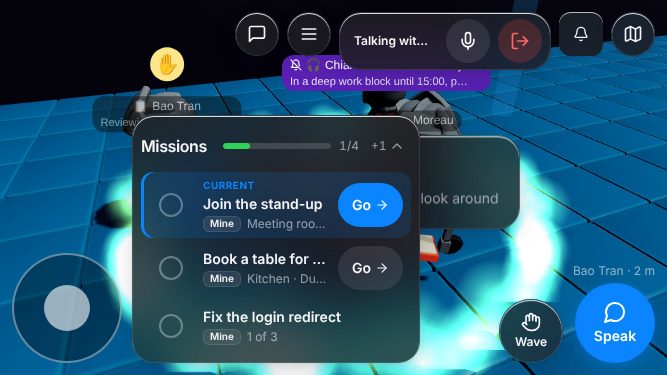 Talking wit...
Chia
In a deep work block until 15:00, p...
Bao Tran
Review
Moreau
Missions
1/4
+1
look around
CURRENT
Join the stand-up
Go
Mine
Meeting roo...
Book a table for ...
Go
Mine
Kitchen · Du...
Fix the login redirect
Mine
1 of 3
Bao Tran · 2 m
Wave
Speak